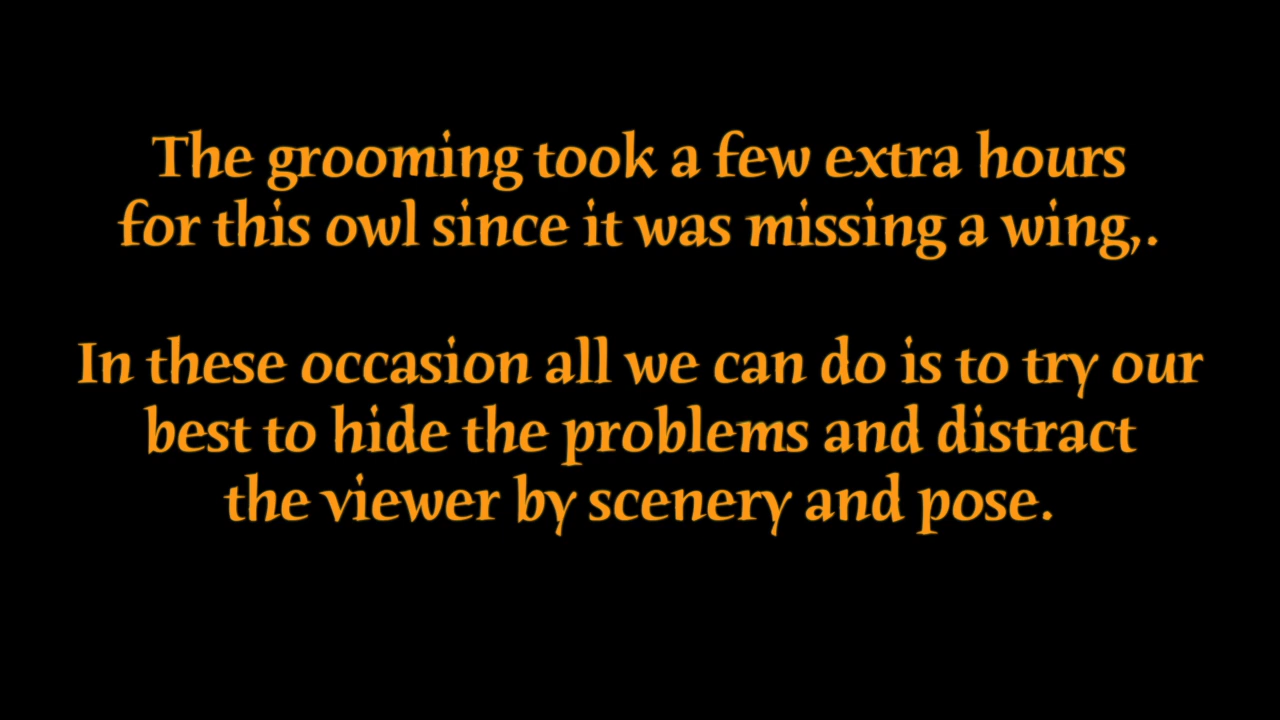 The grooming took a few extra hours
for this owl since it was missing a wing,.
In these occasion all we can do is to try our
best to hide the problems and distract
the viewer by scenery and pose.